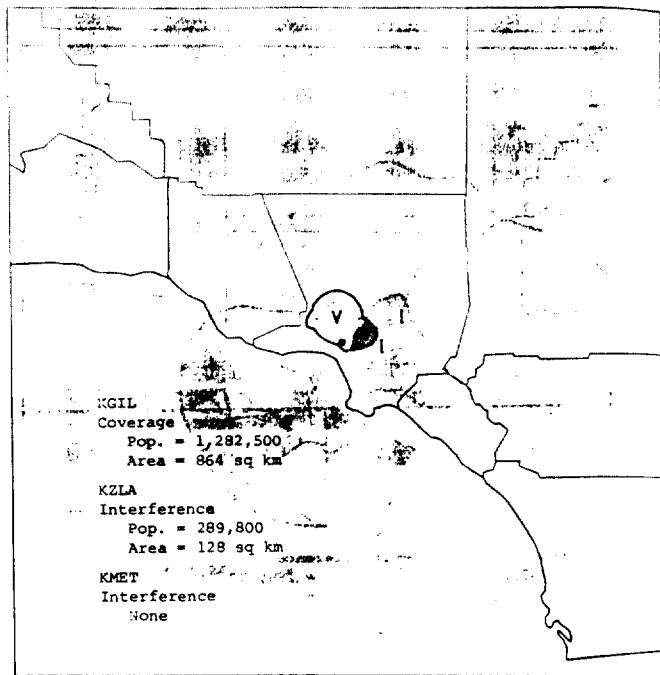 V
I
I
KGIL
Coverage
Pop. = 1,282,500
Area = 864 sq km
KZLA
Interference
Pop. = 289,800
Area = 128 sq km
KMET
Interference
None